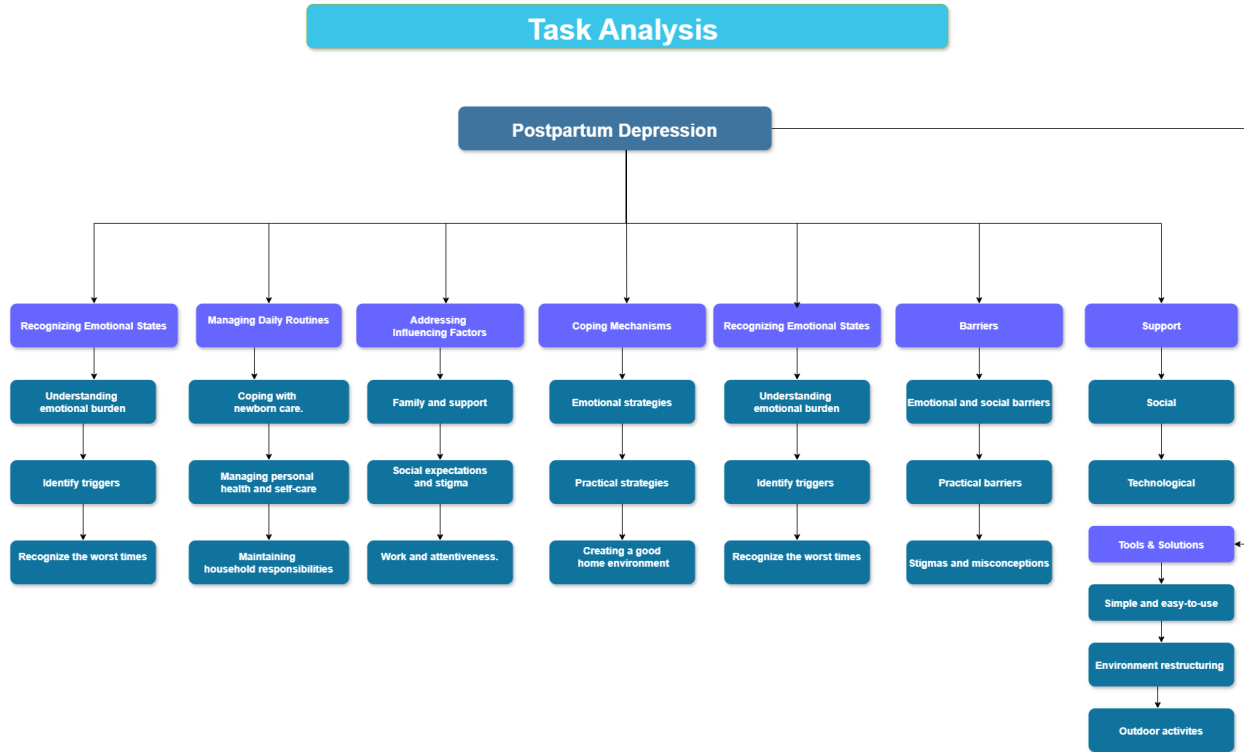 Task Analysis
Postpartum Depression
Recognizing Emotional States
Managing Daily Routines
Addressing
Influencing Factors
Coping Mechanisms
Recognizing Emotional States
Barriers
Support
Understanding
emotional burden
Coping with
newborn care.
Family and support
Emotional strategies
Understanding
emotional burden
Emotional and social barriers
Social
Identify triggers
Managing personal
health and self-care
Social expectations
and stigma
Practical strategies
Identify triggers
Practical barriers
Technological
Recognize the worst times
Maintaining
household responsibilities
Work and attentiveness.
Creating a good
home environment
Recognize the worst times
Stigmas and misconceptions
Tools & Solutions
Simple and easy-to-use
Environment restructuring
Outdoor activites